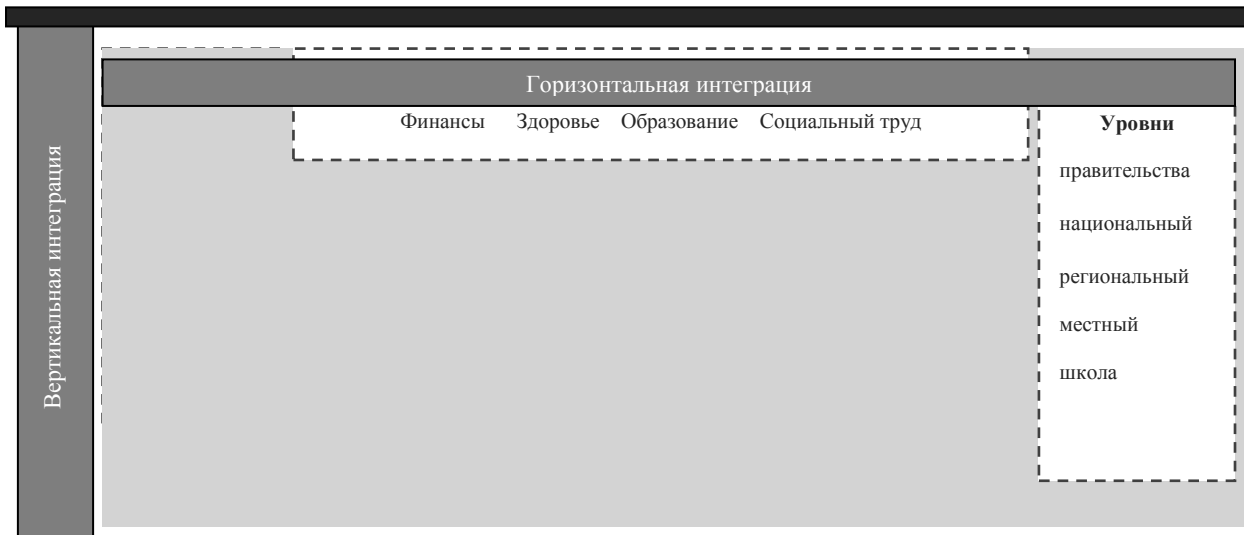 Горизонтальная интеграция
Финансы Здоровье Образование Социальный труд
Уровни
правительства
национальный
региональный
местный
школа
Вертикальная интеграция